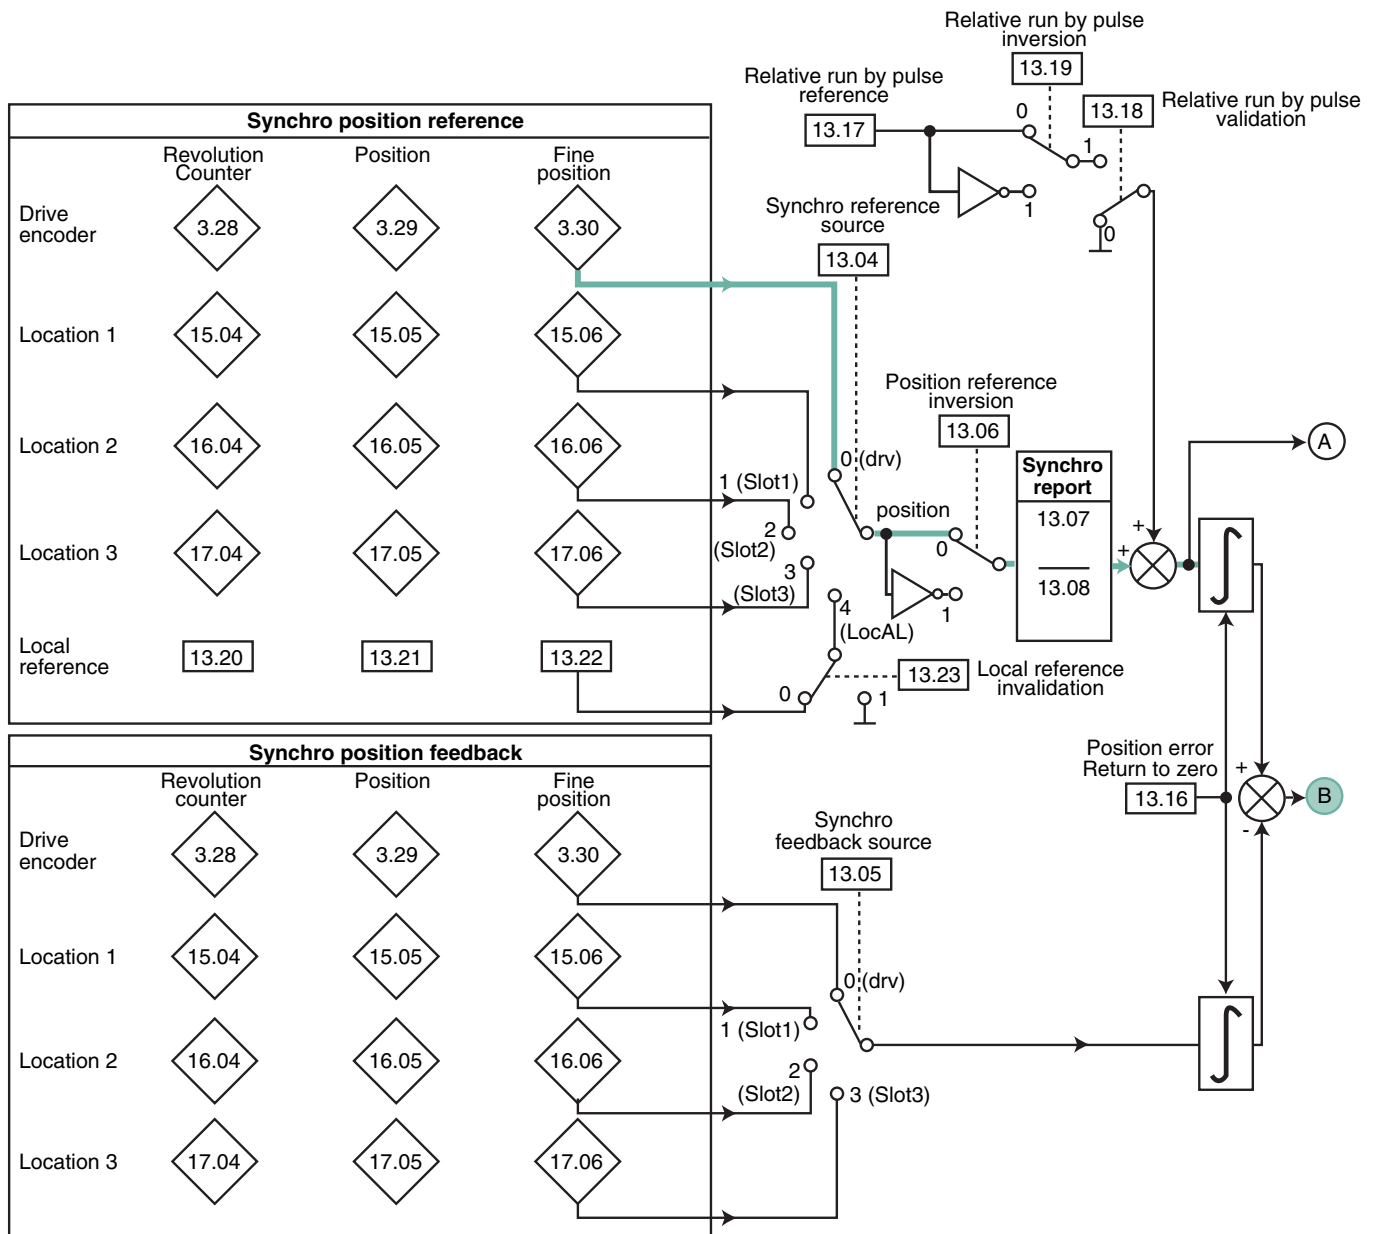 Relative run by pulse
inversion
13.19
Relative run by pulse
reference
13.17
0
1
13.18
Relative run by pulse
validation
1
0
Synchro position reference
Revolution
Counter
Position
Fine
position
Drive
encoder
3.28
3.29
3.30
Synchro reference
source
13.04
Location 1
15.04
15.05
15.06
Location 2
16.04
16.05
16.06
Location 3
17.04
17.05
17.06
Local
reference
13.20
13.21
13.22
0 (drv)
1 (Slot1)
2
(Slot2)
3
(Slot3)
4
(LocAL)
position
Position reference
inversion
13.06
0
1
Synchro
report
13.07
13.08
+
+
A
0
1
13.23
Local reference
invalidation
Position error
Return to zero
13.16
+
-
B
Synchro position feedback
Revolution
counter
Position
Fine
position
Drive
encoder
3.28
3.29
3.30
Synchro
feedback source
13.05
Location 1
15.04
15.05
15.06
Location 2
16.04
16.05
16.06
Location 3
17.04
17.05
17.06
0 (drv)
1 (Slot1)
2
(Slot2)
3 (Slot3)